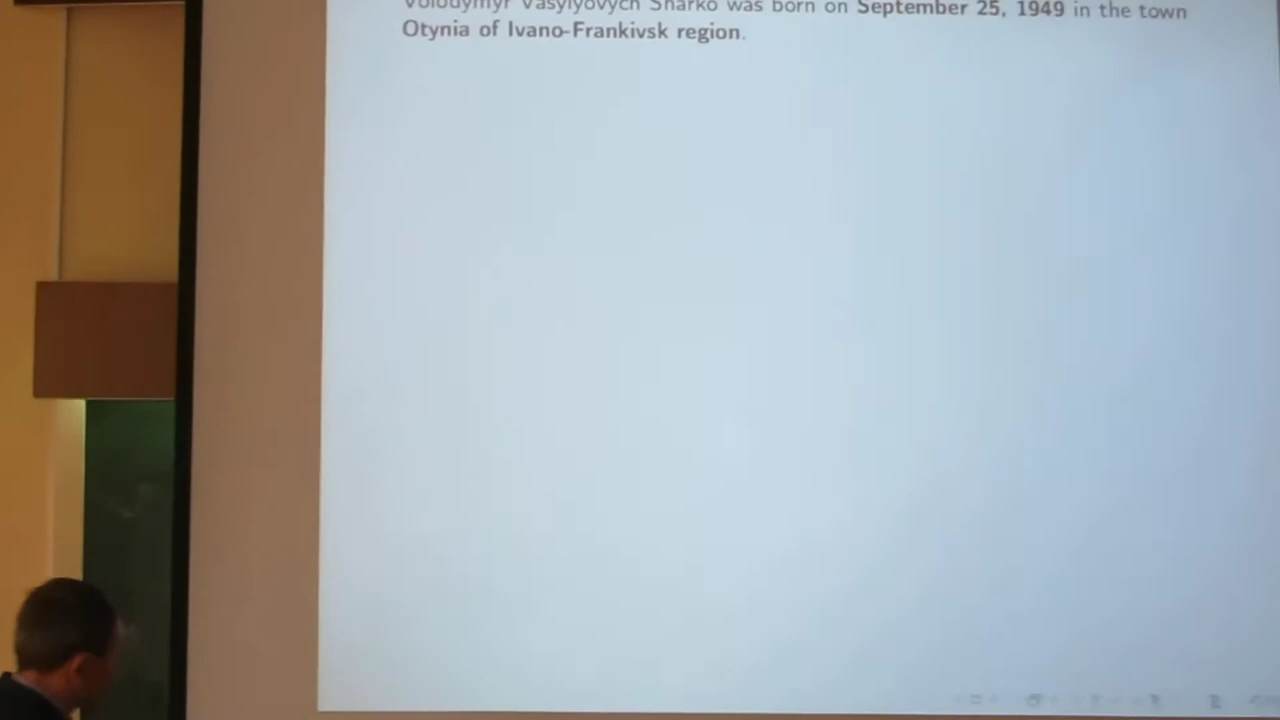 Volodymyr Vasylyovych Sharko was born on September 25, 1949 in the town
Otynia of Ivano-Frankivsk region.